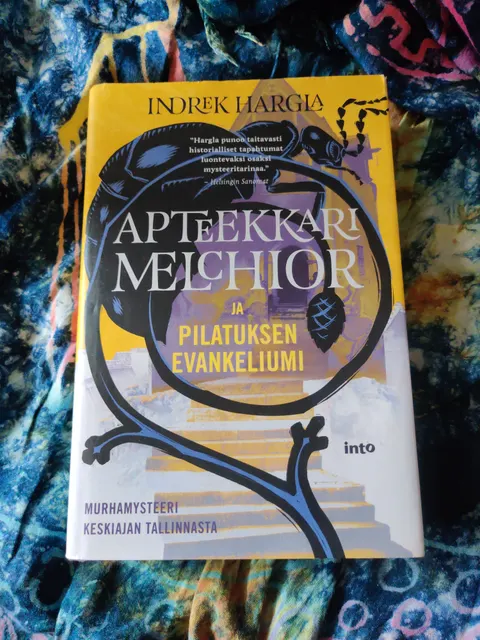 INDREK HARGLA
"Hargla punoo taitavasti
historialliset tapahtumat
luontevaksi osaksi
mysteeritarinaa."
– Helsingin Sanomat
APTEEKKARI
MELCHIOR
JA
PILATUKSEN
EVANKELIUMI
into
MURHAMYSTEERI
KESKIAJAN TALLINNASTA